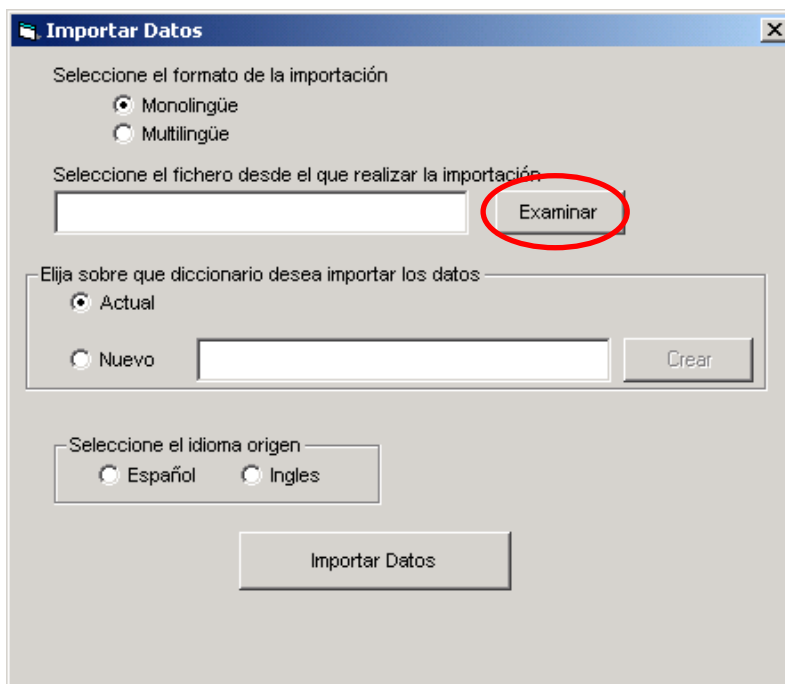 Importar Datos
Seleccione el formato de la importación
Monolingüe
Multilingüe
Seleccione el fichero desde el que realizar la importación
Examinar
Elija sobre que diccionario desea importar los datos
Actual
Nuevo
Crear
Seleccione el idioma origen
Español Ingles
Importar Datos